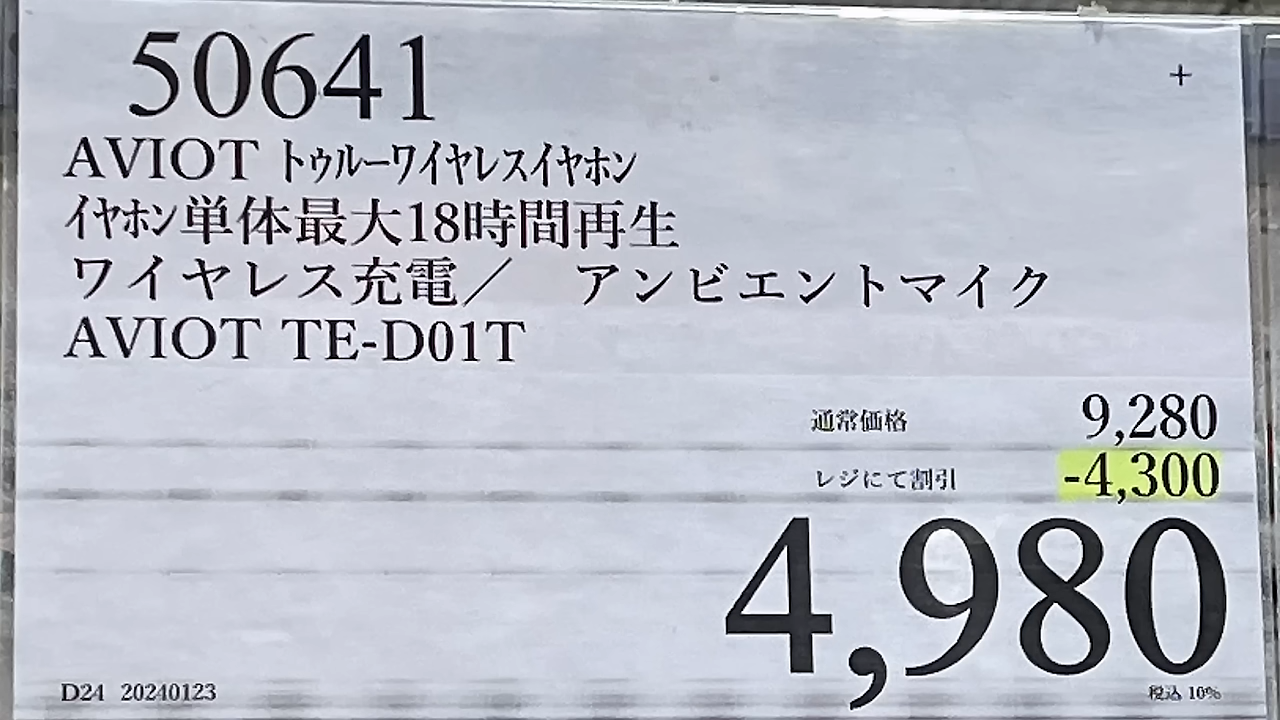 50641
+
AVIOT トゥルーワイヤレスイヤホン
イヤホン単体最大18時間再生
ワイヤレス充電／　アンビエントマイク
AVIOT TE-D01T
通常価格 9,280
レジにて割引 -4,300
4,980
D24 20240123
税込 10%